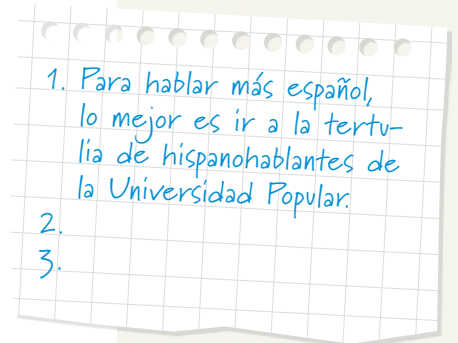 1. Para hablar más español,
lo mejor es ir a la tertu-
lia de hispanohablantes de
la Universidad Popular.
2.
3.